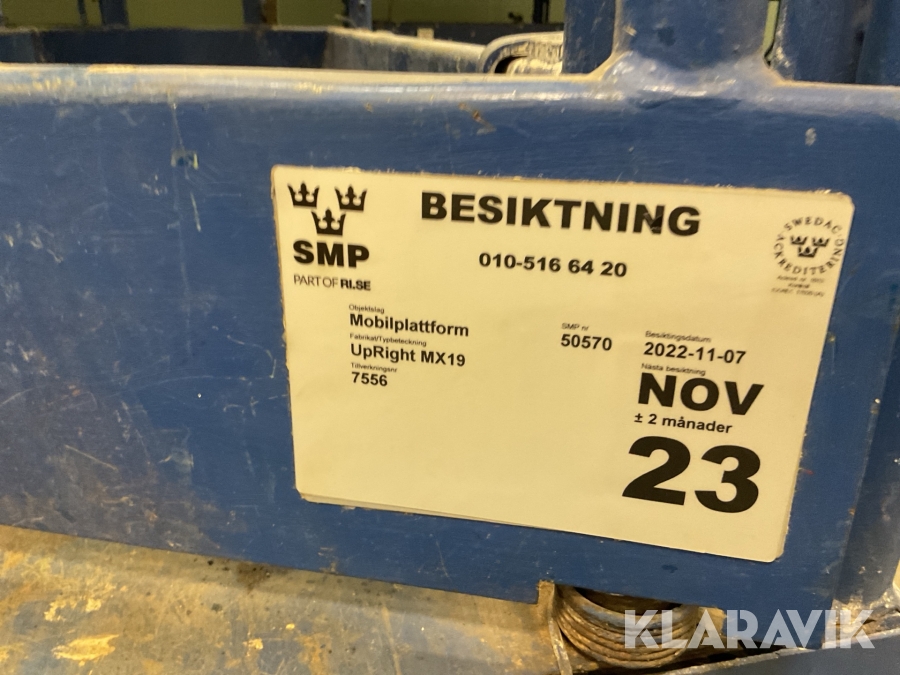 BESIKTNING
010-516 64 20
SMP
PART OF RI.SE
SWEDAC
ACKREDITERING
Objektslag
Mobilplattform
Fabrikat/Typbeteckning
UpRight MX19
Tillverkningsnr
7556
SMP nr
50570
Besiktningsdatum
2022-11-07
Nästa besiktning
NOV
± 2 månader
23
KLARAVIK